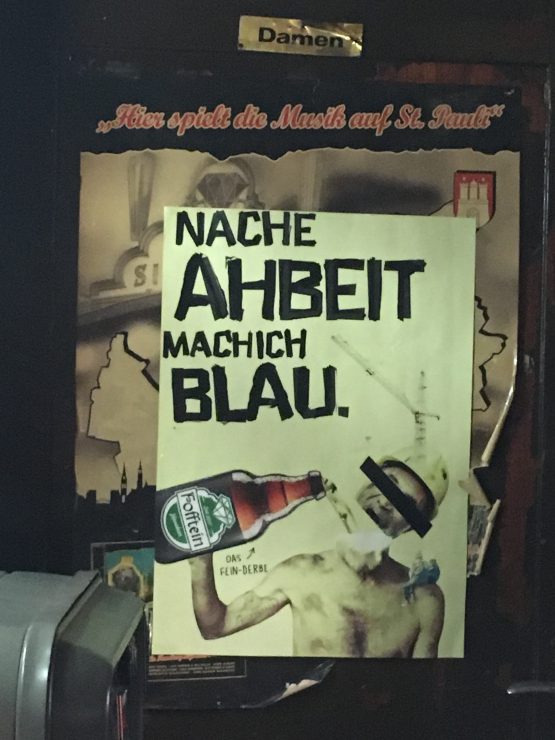 Damen
„Hier spielt die Musik auf St. Pauli“
NACHE
AHBEIT
MACHICH
BLAU.
Fofftein
DAS
FEIN-DERBE